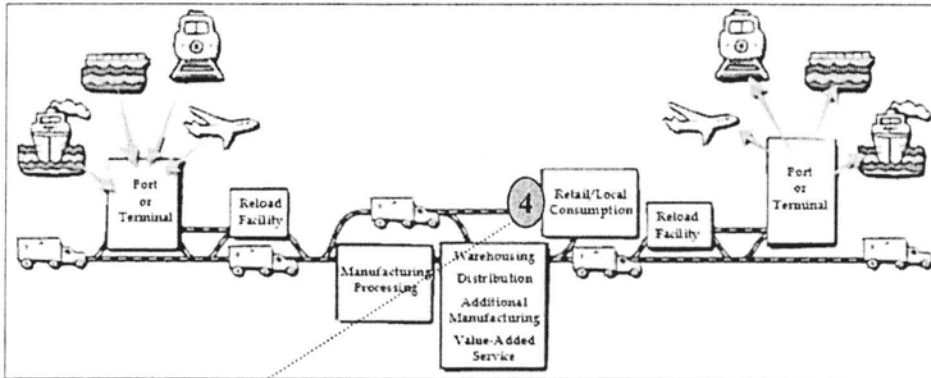 Port
or
Terminal
Reload
Facility
Manufacturing
Processing
4
Retail/Local
Consumption
Warehousing
Distribution
Additional
Manufacturing
Value-Added
Service
Reload
Facility
Port
or
Terminal